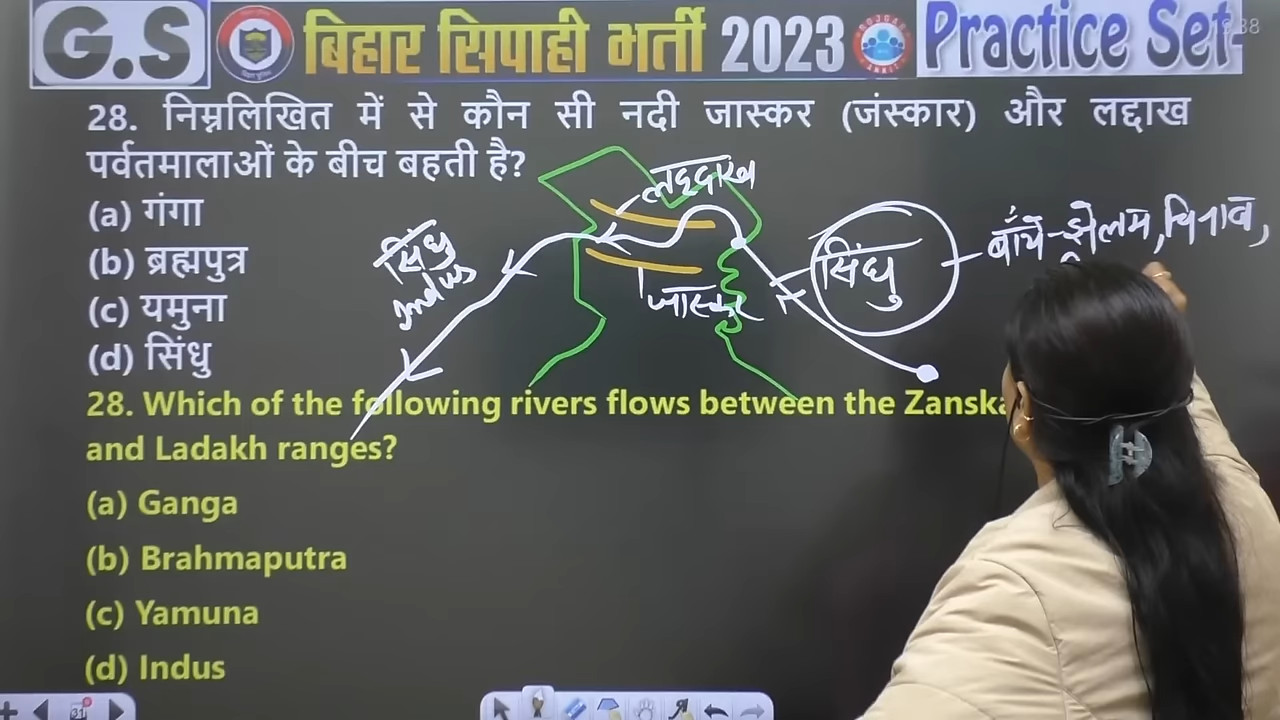 G.S बिहार सिपाही भर्ती 2023 Practice Set-
28. निम्नलिखित में से कौन सी नदी जास्कर (जंस्कार) और लद्दाख
पर्वतमालाओं के बीच बहती है?
(a) गंगा
(b) ब्रह्मपुत्र
(c) यमुना
(d) सिंधु
लद्दाख
जास्कर
सिंधु
Indus
सिंधु
बाँये-झेलम, चिनाव,
28. Which of the following rivers flows between the
and Ladakh ranges?
(a) Ganga
(b) Brahmaputra
(c) Yamuna
(d) Indus